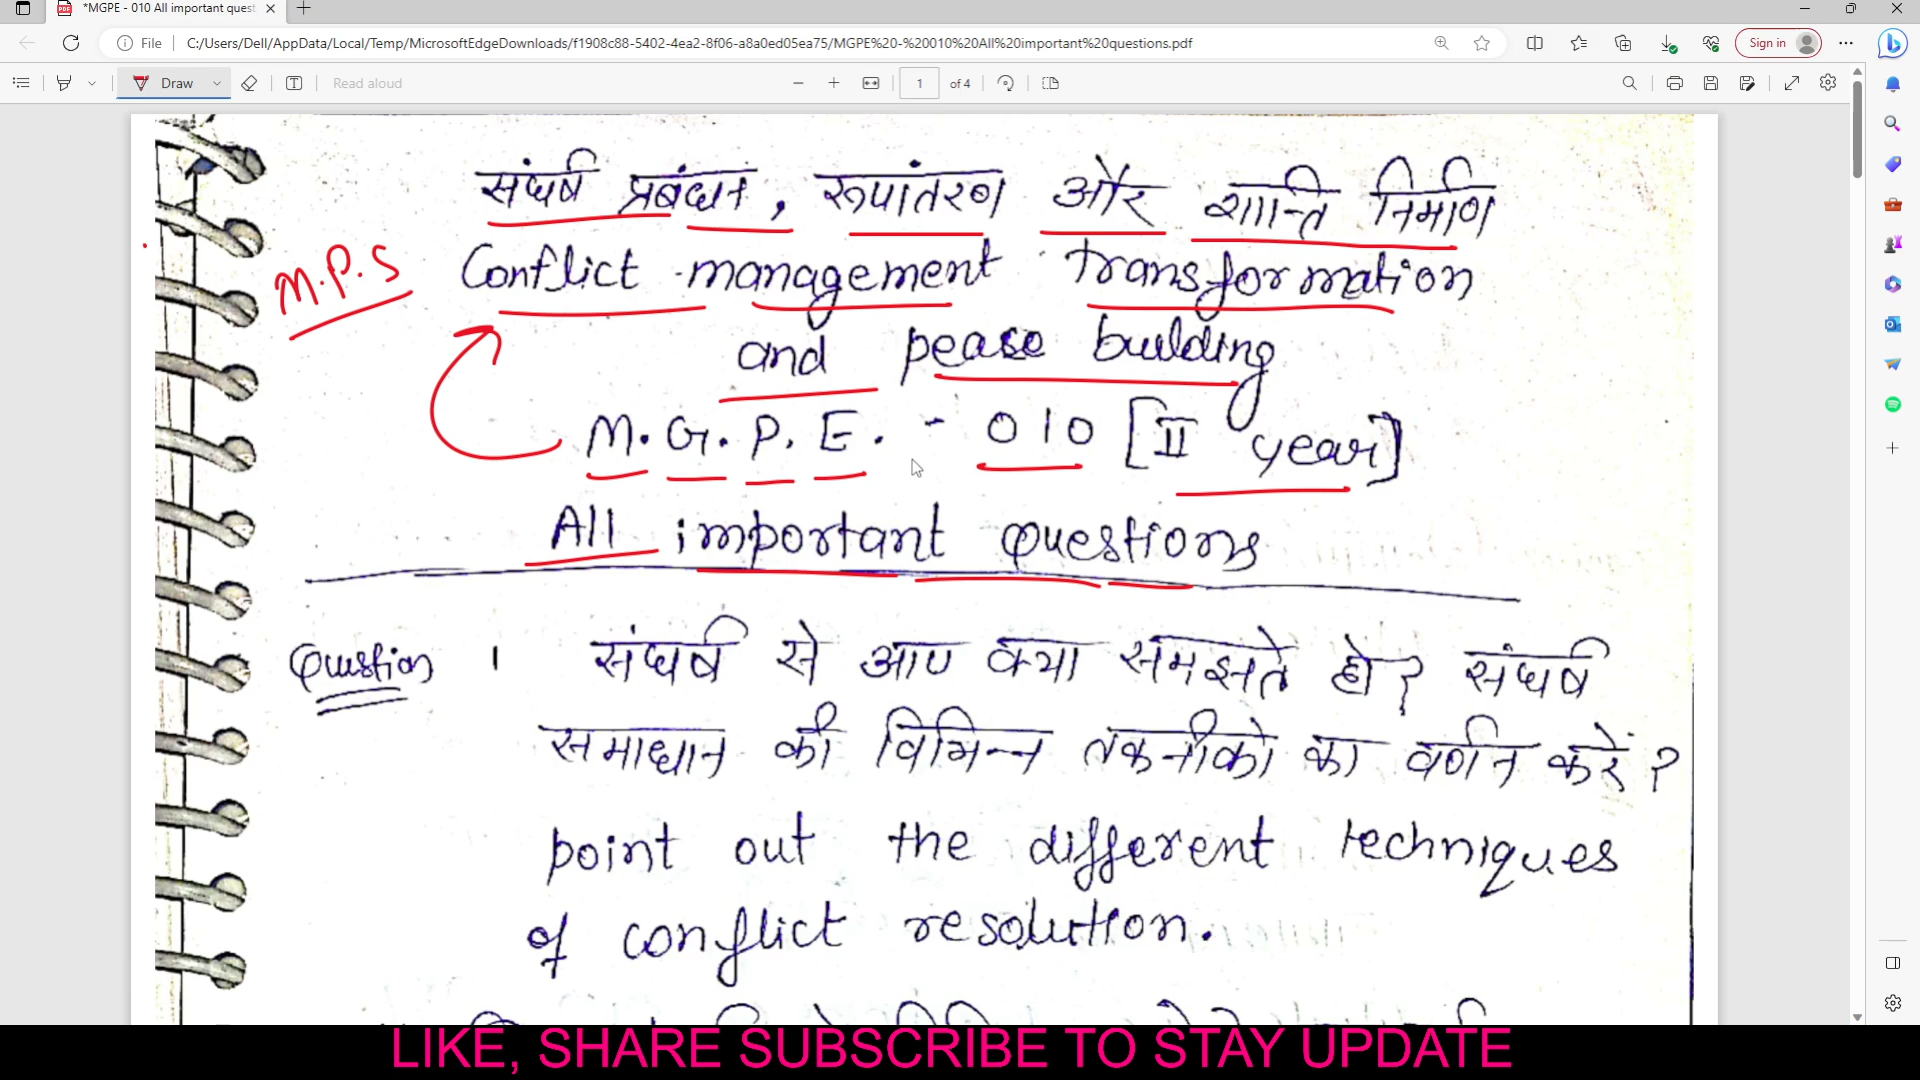 *MGPE - 010 All important quest
File
C:/Users/Dell/AppData/Local/Temp/MicrosoftEdgeDownloads/f1908c88-5402-4ea2-8f06-a8a0ed05ea75/MGPE%20-%20010%20All%20important%20questions.pdf
Sign in
Draw
Read aloud
1 of 4
संघर्ष प्रबंधन, रूपांतरण और शान्ति निर्माण
M.P.S
Conflict management transformation
and pease building
M. G. P. E. - 010 [II year]
All important questions
Question 1 संघर्ष से आप क्या समझते हो? संघर्ष
समाधान की विभिन्न तकनीको का वर्णन करें?
point out the different techniques
of conflict resolution.
LIKE, SHARE SUBSCRIBE TO STAY UPDATE